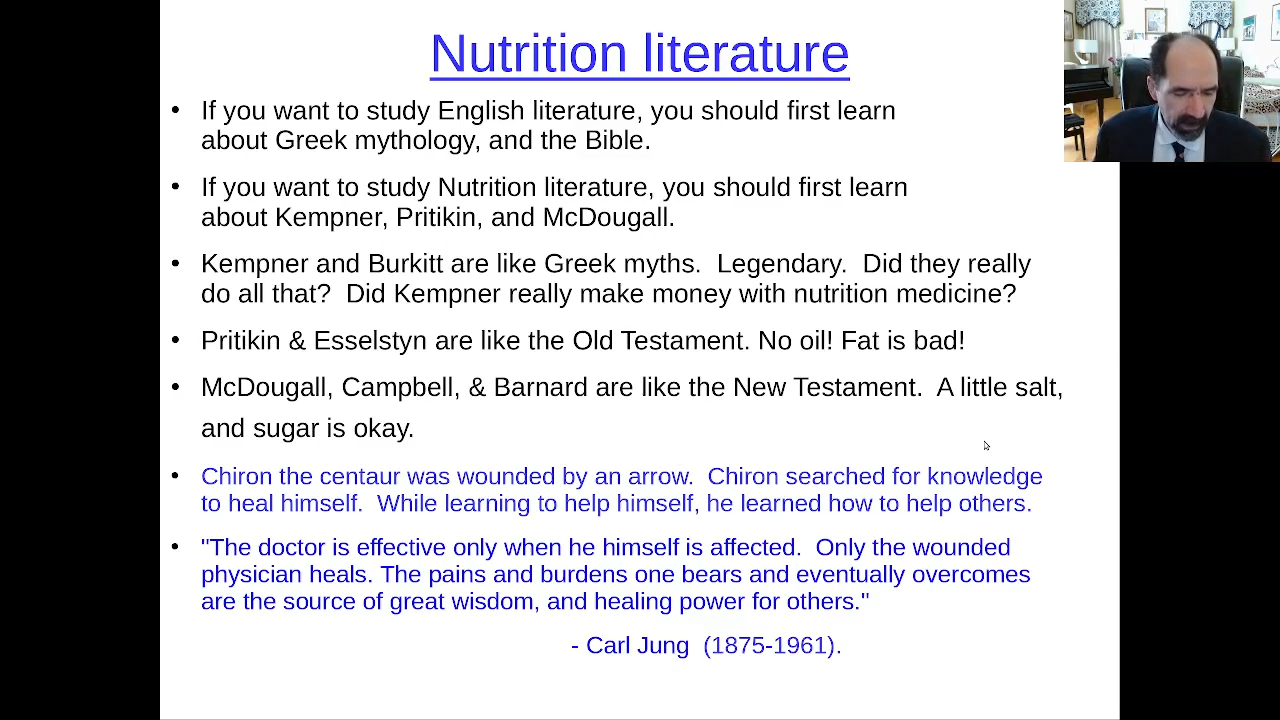 Nutrition literature
• If you want to study English literature, you should first learn
about Greek mythology, and the Bible.
• If you want to study Nutrition literature, you should first learn
about Kempner, Pritikin, and McDougall.
• Kempner and Burkitt are like Greek myths.  Legendary.  Did they really
do all that?  Did Kempner really make money with nutrition medicine?
• Pritikin & Esselstyn are like the Old Testament. No oil! Fat is bad!
• McDougall, Campbell, & Barnard are like the New Testament.  A little salt,
and sugar is okay.
• Chiron the centaur was wounded by an arrow.  Chiron searched for knowledge
to heal himself.  While learning to help himself, he learned how to help others.
• "The doctor is effective only when he himself is affected.  Only the wounded
physician heals. The pains and burdens one bears and eventually overcomes
are the source of great wisdom, and healing power for others."
- Carl Jung  (1875-1961).